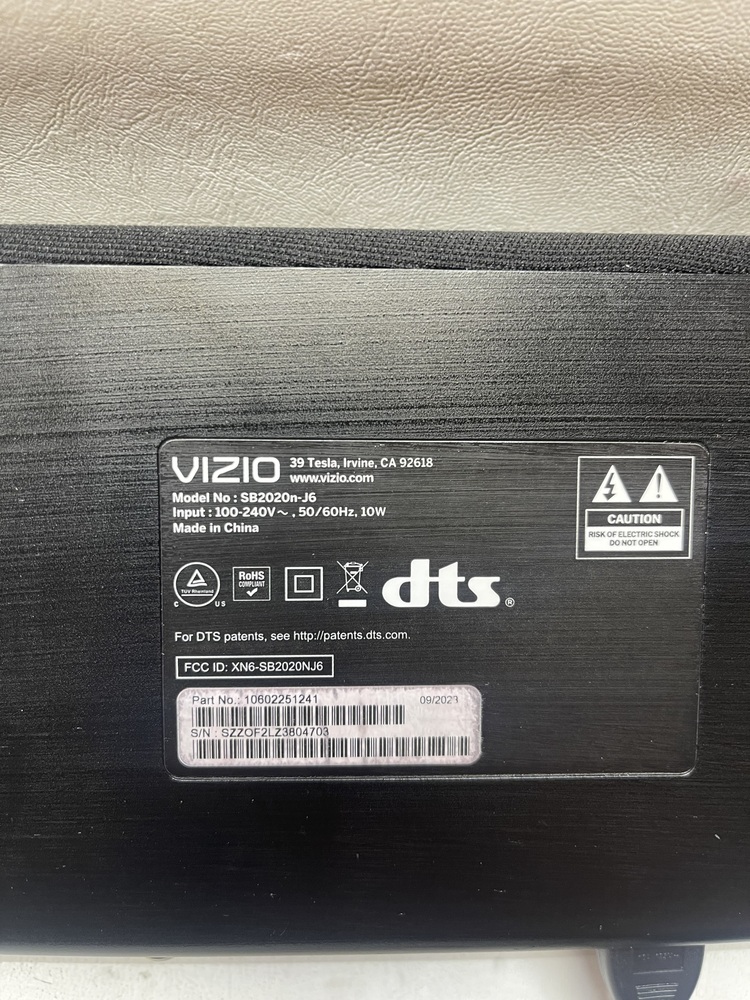 VIZIO 39 Tesla, Irvine, CA 92618
www.vizio.com
Model No : SB2020n-J6
Input : 100-240V～ , 50/60Hz, 10W
Made in China
CAUTION
RISK OF ELECTRIC SHOCK
DO NOT OPEN
TÜV Rheinland
C US
RoHS
COMPLIANT
dts®
For DTS patents, see http://patents.dts.com.
FCC ID: XN6-SB2020NJ6
Part No.: 10602251241 09/2023
S/N : SZZOF2LZ3804703